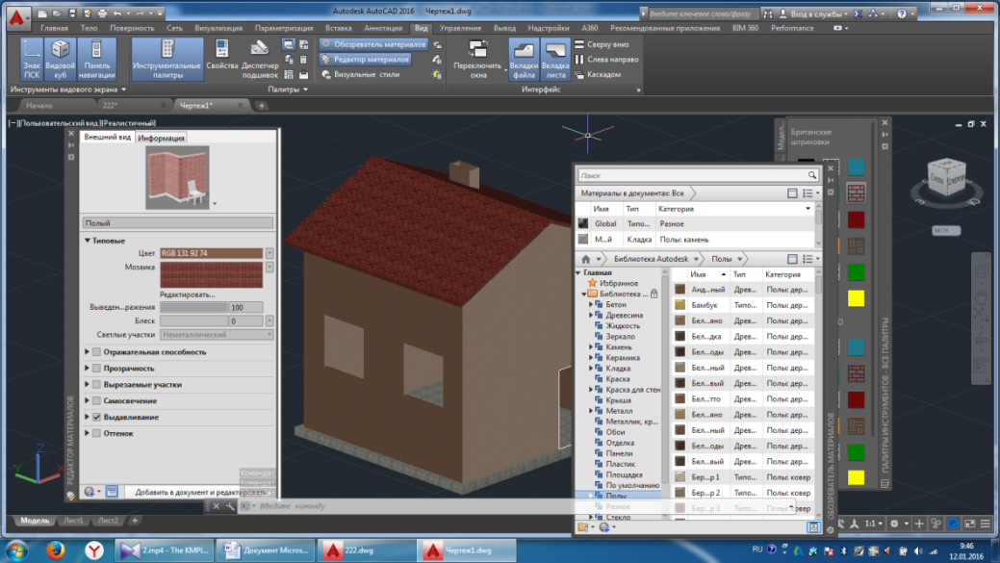 Autodesk AutoCAD 2016 Чертеж1.dwg
Введите ключевое слово/фразу
Вход в службы
Главная Тело Поверхность Сеть Визуализация Параметризация Вставка Аннотации Вид Управление Вывод Надстройки A360 Рекомендованные приложения BIM 360 Performance
Знак ПСК
Видовой куб
Панель навигации
Инструментальные палитры
Свойства
Диспетчер подшивок
Обозреватель материалов
Редактор материалов
Визуальные стили
Переключить окна
Вкладки файла
Вкладка листа
Сверху вниз
Слева направо
Каскадом
Инструменты видового экрана
Палитры
Интерфейс
Начало
222*
Чертеж1*
[−][Пользовательский вид][Реалистичный]
Внешний вид
Информация
Полый
Типовые
Цвет RGB 131 92 74
Мозаика
Редактировать...
Выведен...ражения 100
Блеск 0
Светлые участки Неметаллический
Отражательная способность
Прозрачность
Вырезаемые участки
Самосвечение
Выдавливание
Оттенок
Добавить в документ и редактировать
РЕДАКТОР МАТЕРИАЛОВ
Команда:
Введите команду
Модель Лист1 Лист2
Поиск
Материалы в документах: Все
Имя Тип Категория
Global Типо... Разное
М...й Кладка Полы: камень
Библиотека Autodesk Полы
Главная
Избранное
Библиотека ...
Бетон
Древесина
Жидкость
Зеркало
Камень
Керамика
Кладка
Краска
Краска для стен
Крыша
Металл
Металлик, кр...
Обои
Отделка
Панели
Пластик
Площадка
По умолчанию
Полы
Разное
Стекло
Имя Тип Категория
Анд...ный Древ... Полы: дер...
Бамбук Типо... Полы: дер...
Бел...яно Древ... Полы: дер...
Бел...дка Древ... Полы: дер...
Бел...оды Древ... Полы: дер...
Бел...ный Древ... Полы: дер...
Бел...вый Древ... Полы: дер...
Бел...тто Древ... Полы: дер...
Бел...яно Древ... Полы: дер...
Бел...ный Древ... Полы: дер...
Бел...оды Древ... Полы: дер...
Бел...вый Древ... Полы: дер...
Бер...р 1 Типо... Полы: ковер
Бер...р 2 Типо... Полы: ковер
Бер...р 3 Типо...
ОБОЗРЕВАТЕЛЬ МАТЕРИАЛОВ
Британские штриховки
Модел...
ПАЛИТРЫ ИНСТРУМЕНТОВ - ВСЕ ПАЛИТРЫ
МСК
1:1
2.mp4 - The KMPl...
Документ Micros...
222.dwg
Чертеж1.dwg
RU
9:46
12.01.2016